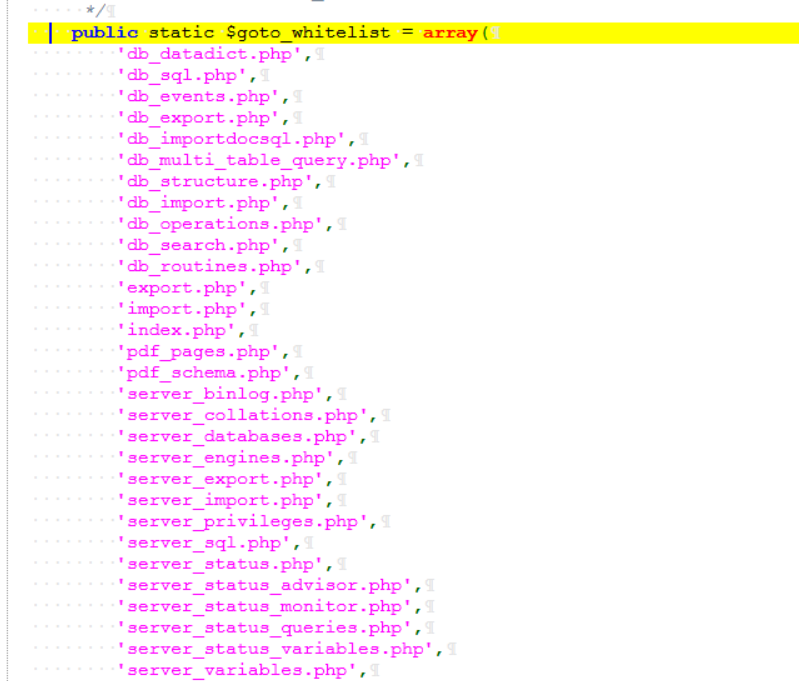 */
public static $goto_whitelist = array(
'db_datadict.php',
'db_sql.php',
'db_events.php',
'db_export.php',
'db_importdocsql.php',
'db_multi_table_query.php',
'db_structure.php',
'db_import.php',
'db_operations.php',
'db_search.php',
'db_routines.php',
'export.php',
'import.php',
'index.php',
'pdf_pages.php',
'pdf_schema.php',
'server_binlog.php',
'server_collations.php',
'server_databases.php',
'server_engines.php',
'server_export.php',
'server_import.php',
'server_privileges.php',
'server_sql.php',
'server_status.php',
'server_status_advisor.php',
'server_status_monitor.php',
'server_status_queries.php',
'server_status_variables.php',
'server_variables.php',